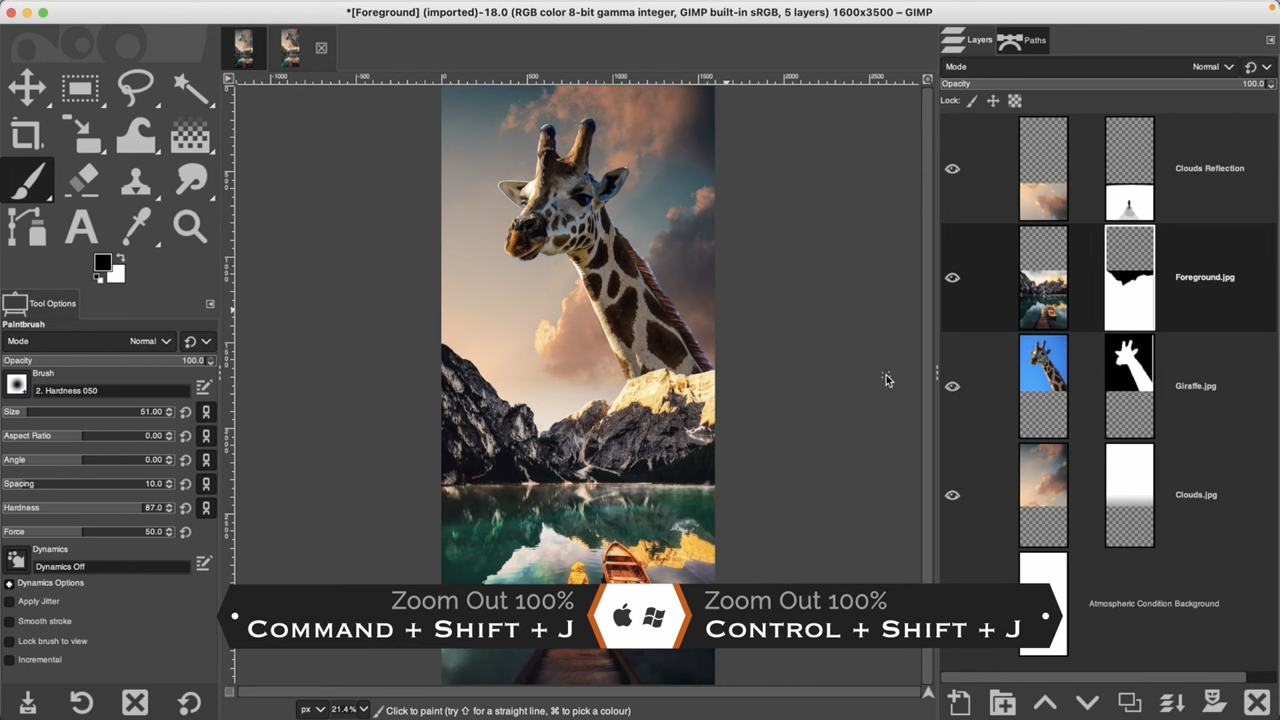 *[Foreground] (imported)-18.0 (RGB color 8-bit gamma integer, GIMP built-in sRGB, 5 layers) 1600x3500 – GIMP
Layers
Paths
Mode
Normal
Opacity
100.0
Lock:
Clouds Reflection
Foreground.jpg
Giraffe.jpg
Clouds.jpg
Atmospheric Condition Background
Tool Options
Paintbrush
Mode
Normal
Opacity
100.0
Brush
2. Hardness 050
Size
51.00
Aspect Ratio
0.00
Angle
0.00
Spacing
10.0
Hardness
87.0
Force
50.0
Dynamics
Dynamics Off
Dynamics Options
Apply Jitter
Smooth stroke
Lock brush to view
Incremental
Zoom Out 100%
Command + Shift + J
Zoom Out 100%
Control + Shift + J
px
21.4%
Click to paint (try ⇧ for a straight line, ⌘ to pick a colour)